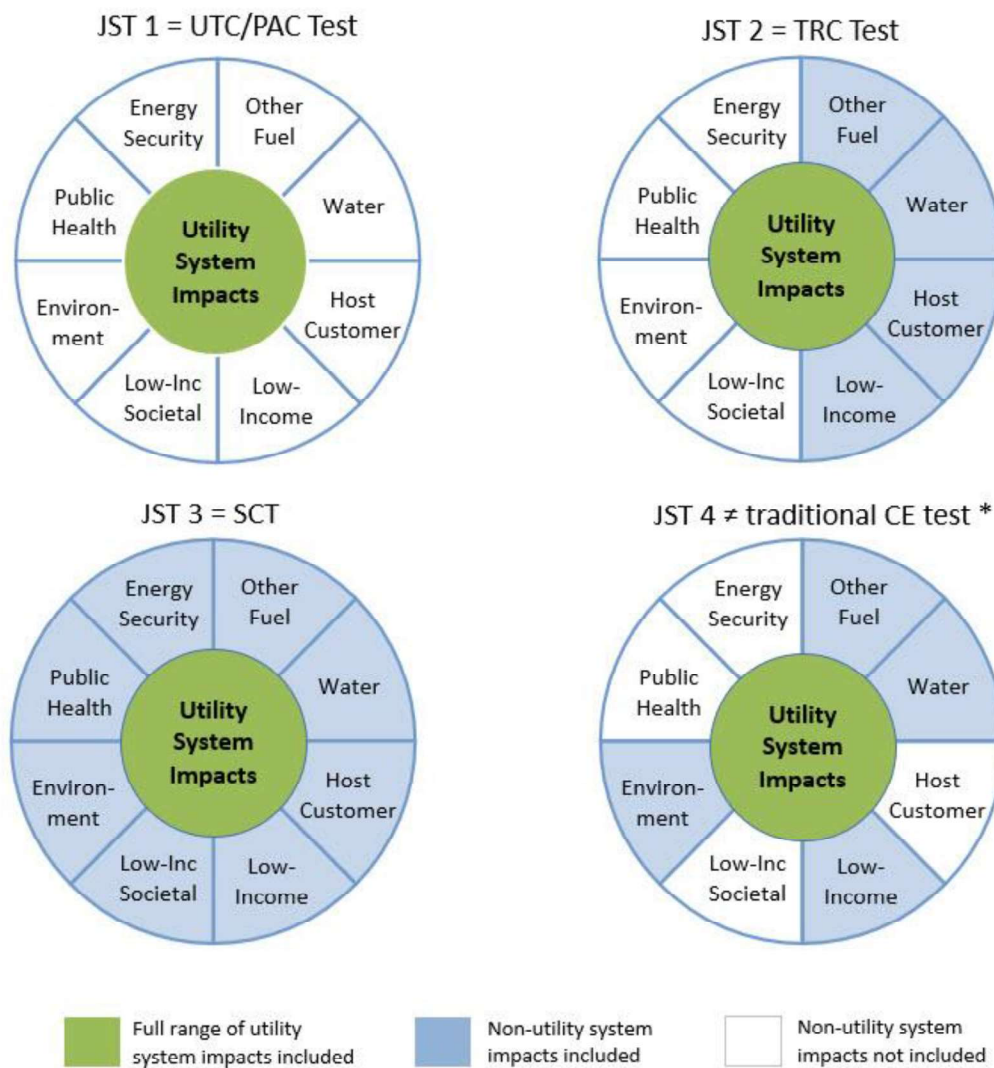 JST 1 = UTC/PAC Test
Energy
Security
Other
Fuel
Water
Host
Customer
Low-
Income
Low-Inc
Societal
Environ-
ment
Public
Health
Utility
System
Impacts
JST 2 = TRC Test
Energy
Security
Other
Fuel
Water
Host
Customer
Low-
Income
Low-Inc
Societal
Environ-
ment
Public
Health
Utility
System
Impacts
JST 3 = SCT
Energy
Security
Other
Fuel
Water
Host
Customer
Low-
Income
Low-Inc
Societal
Environ-
ment
Public
Health
Utility
System
Impacts
JST 4 ≠ traditional CE test *
Energy
Security
Other
Fuel
Water
Host
Customer
Low-
Income
Low-Inc
Societal
Environ-
ment
Public
Health
Utility
System
Impacts
Full range of utility
system impacts included
Non-utility system
impacts included
Non-utility system
impacts not included